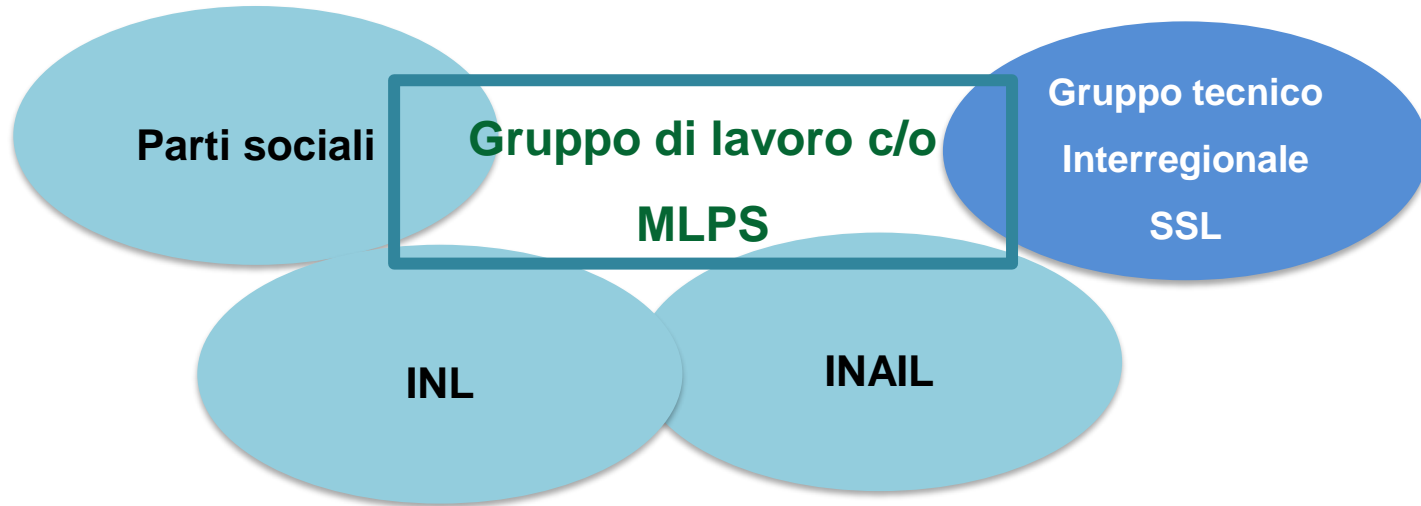 Parti sociali
Gruppo di lavoro c/o
MLPS
Gruppo tecnico
Interregionale
SSL
INL
INAIL